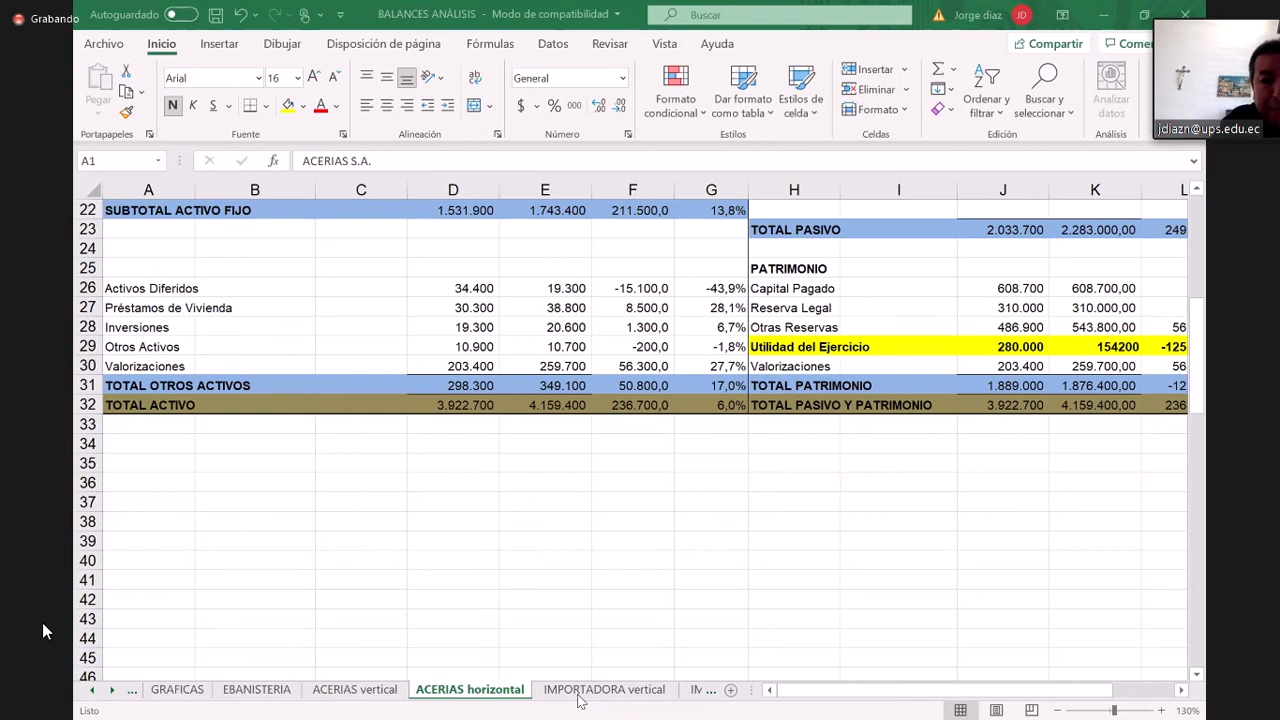 Grabando
Autoguardado
BALANCES ANÁLISIS - Modo de compatibilidad
Buscar
Jorge diaz
JD
Archivo Inicio Insertar Dibujar Disposición de página Fórmulas Datos Revisar Vista Ayuda Compartir Comen
Pegar
Arial 16
N K S
General
$ % 000
Formato condicional
Dar formato como tabla
Estilos de celda
Insertar
Eliminar
Formato
Ordenar y filtrar
Buscar y seleccionar
Analizar datos
Portapapeles Fuente Alineación Número Estilos Celdas Edición Análisis
jdiazn@ups.edu.ec
A1 fx ACERIAS S.A.
A B C D E F G H I J K L
22 SUBTOTAL ACTIVO FIJO 1.531.900 1.743.400 211.500,0 13,8%
23 TOTAL PASIVO 2.033.700 2.283.000,00 249
24
25 PATRIMONIO
26 Activos Diferidos 34.400 19.300 -15.100,0 -43,9% Capital Pagado 608.700 608.700,00
27 Préstamos de Vivienda 30.300 38.800 8.500,0 28,1% Reserva Legal 310.000 310.000,00
28 Inversiones 19.300 20.600 1.300,0 6,7% Otras Reservas 486.900 543.800,00 56
29 Otros Activos 10.900 10.700 -200,0 -1,8% Utilidad del Ejercicio 280.000 154200 -125
30 Valorizaciones 203.400 259.700 56.300,0 27,7% Valorizaciones 203.400 259.700,00 56
31 TOTAL OTROS ACTIVOS 298.300 349.100 50.800,0 17,0% TOTAL PATRIMONIO 1.889.000 1.876.400,00 -12
32 TOTAL ACTIVO 3.922.700 4.159.400 236.700,0 6,0% TOTAL PASIVO Y PATRIMONIO 3.922.700 4.159.400,00 236
33
34
35
36
37
38
39
40
41
42
43
44
45
46
... GRAFICAS EBANISTERIA ACERIAS vertical ACERIAS horizontal IMPORTADORA vertical IM ...
Listo
130%